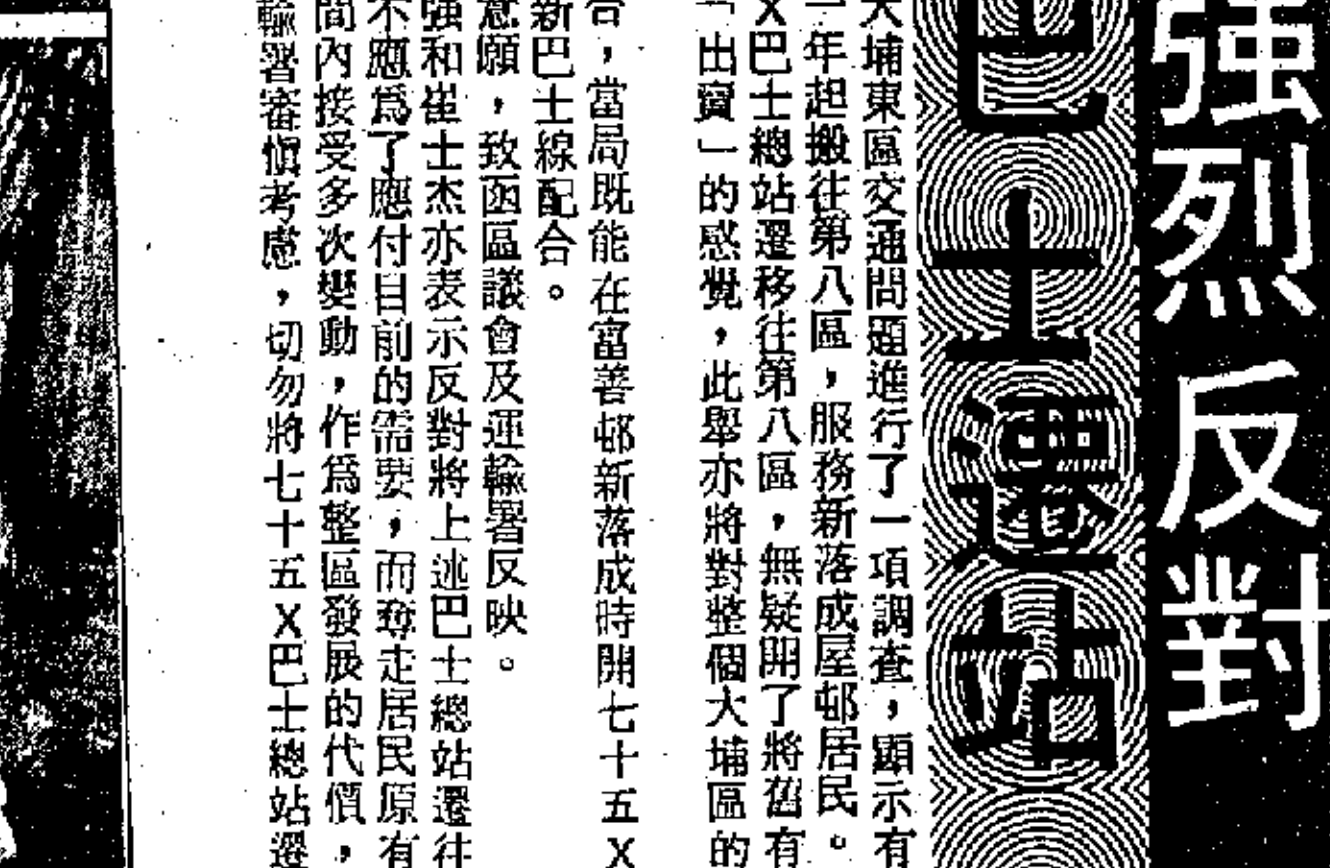 強烈反對
巴士遷站
大埔東區交通問題進行了一項調查，顯示有
一年起搬往第八區，服務新落成屋邨居民。
X巴士總站遷移往第八區，無疑開了將舊有
「出賣」的感覺，此舉亦將對整個大埔區的
合，當局既能在富善邨新落成時開七十五X
新巴士線配合。
意願，致函區議會及運輸署反映。
強和崔士杰亦表示反對將上述巴士總站遷往
不應爲了應付目前的需要，而奪走居民原有
間內接受多次變動，作爲整區發展的代價，
輸署審慎考慮，切勿將七十五X巴士總站遷